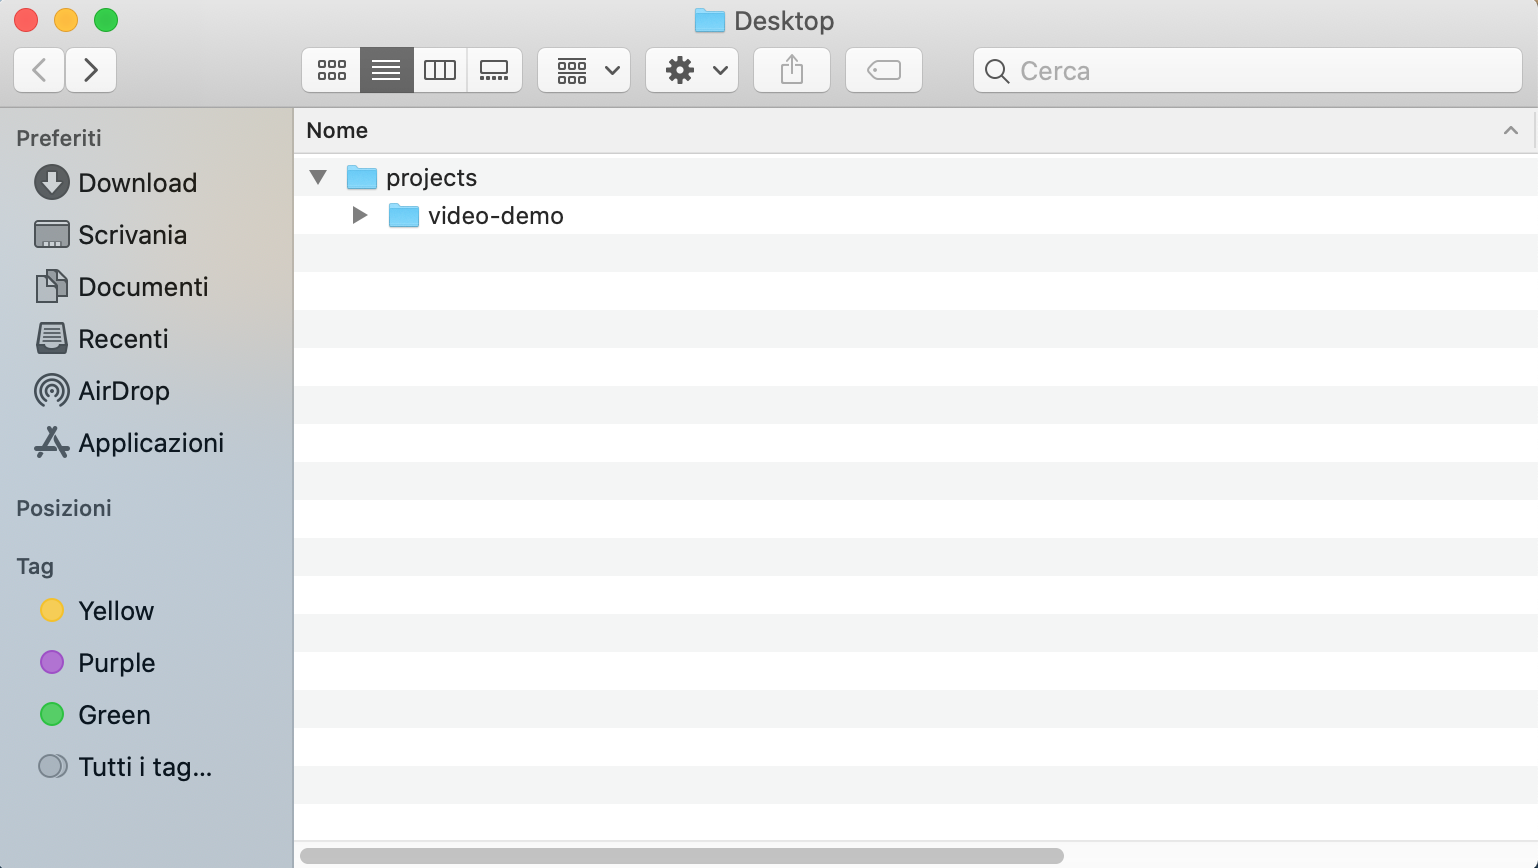 Desktop
Cerca
Preferiti
Download
Scrivania
Documenti
Recenti
AirDrop
Applicazioni
Posizioni
Tag
Yellow
Purple
Green
Tutti i tag...
Nome
projects
video-demo